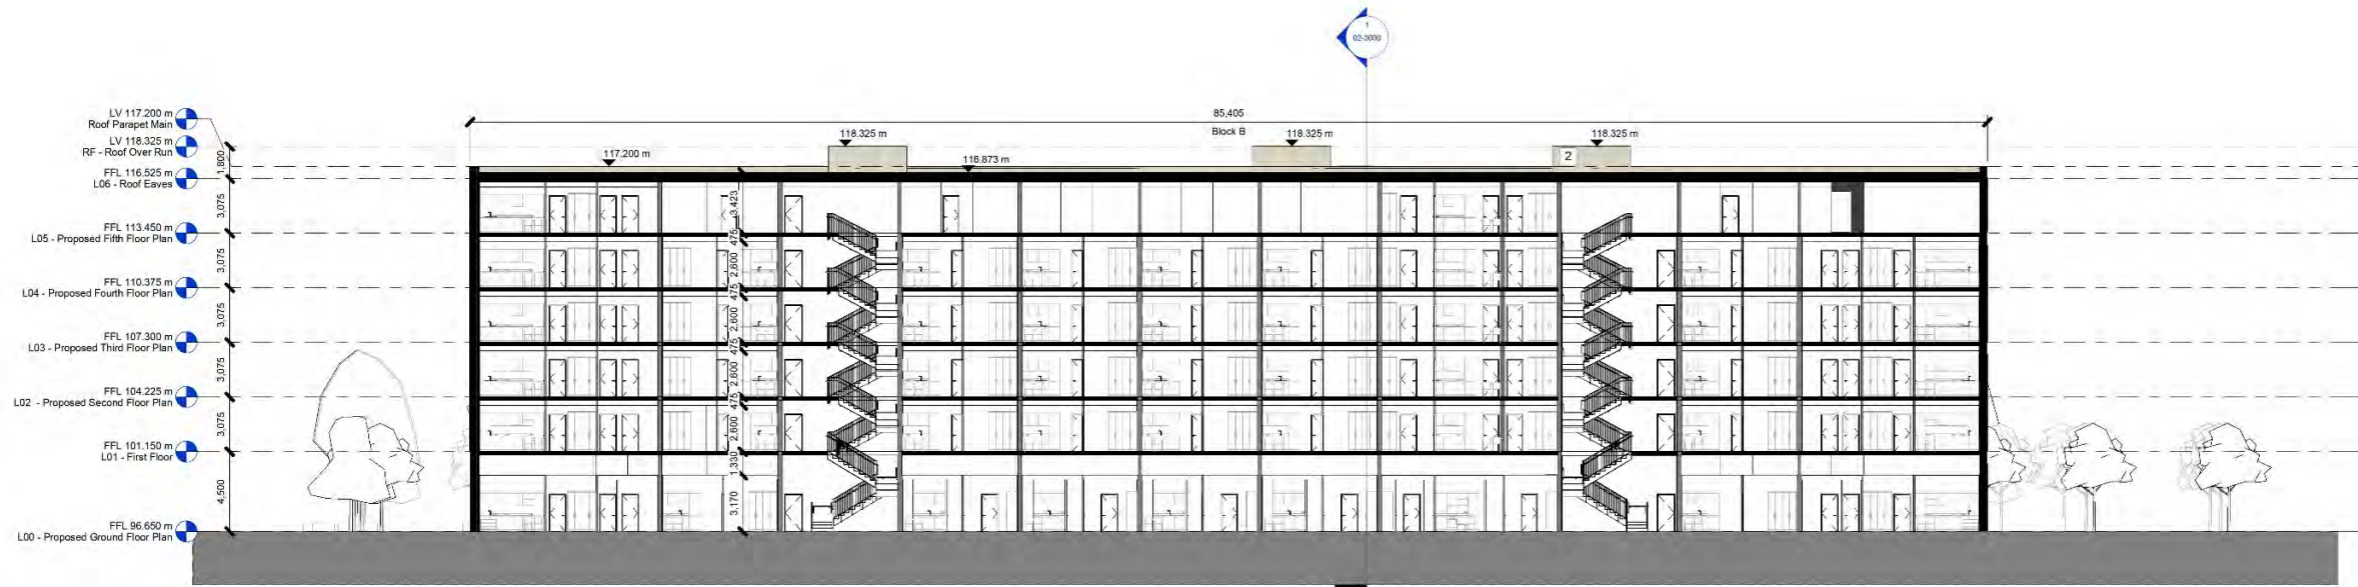 1
02-3000
LV 117.200 m
Roof Parapet Main
LV 118.325 m
RF - Roof Over Run
FFL 116.525 m
L06 - Roof Eaves
FFL 113.450 m
L05 - Proposed Fifth Floor Plan
FFL 110.375 m
L04 - Proposed Fourth Floor Plan
FFL 107.300 m
L03 - Proposed Third Floor Plan
FFL 104.225 m
L02 - Proposed Second Floor Plan
FFL 101.150 m
L01 - First Floor
FFL 96.650 m
L00 - Proposed Ground Floor Plan
1,800
3,075
3,075
3,075
3,075
3,075
4,500
85,405
Block B
118.325 m
118.325 m
118.325 m
117.200 m
116.873 m
2
3,423
475
2,600
475
2,600
475
2,600
475
2,600
1,330
3,170